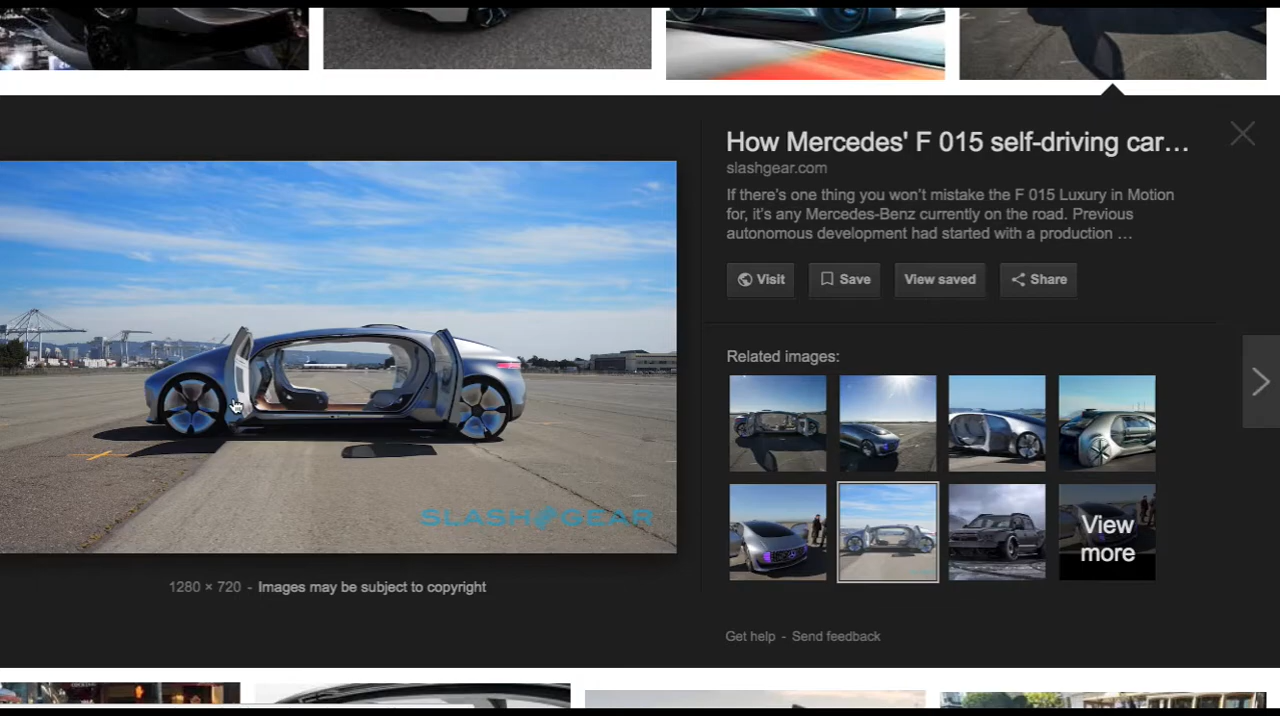 How Mercedes' F 015 self-driving car...
slashgear.com
If there's one thing you won't mistake the F 015 Luxury in Motion
for, it's any Mercedes-Benz currently on the road. Previous
autonomous development had started with a production ...
Visit
Save
View saved
Share
Related images:
SLASHGEAR
View
more
1280 × 720 - Images may be subject to copyright
Get help - Send feedback